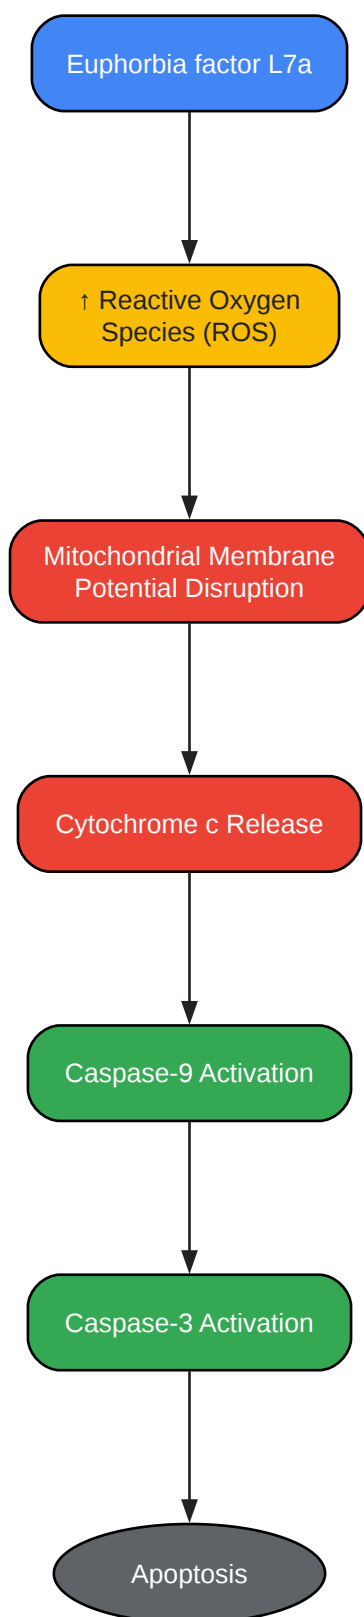 Euphorbia factor L7a
↑ Reactive Oxygen
Species (ROS)
Mitochondrial Membrane
Potential Disruption
Cytochrome c Release
Caspase-9 Activation
Caspase-3 Activation
Apoptosis